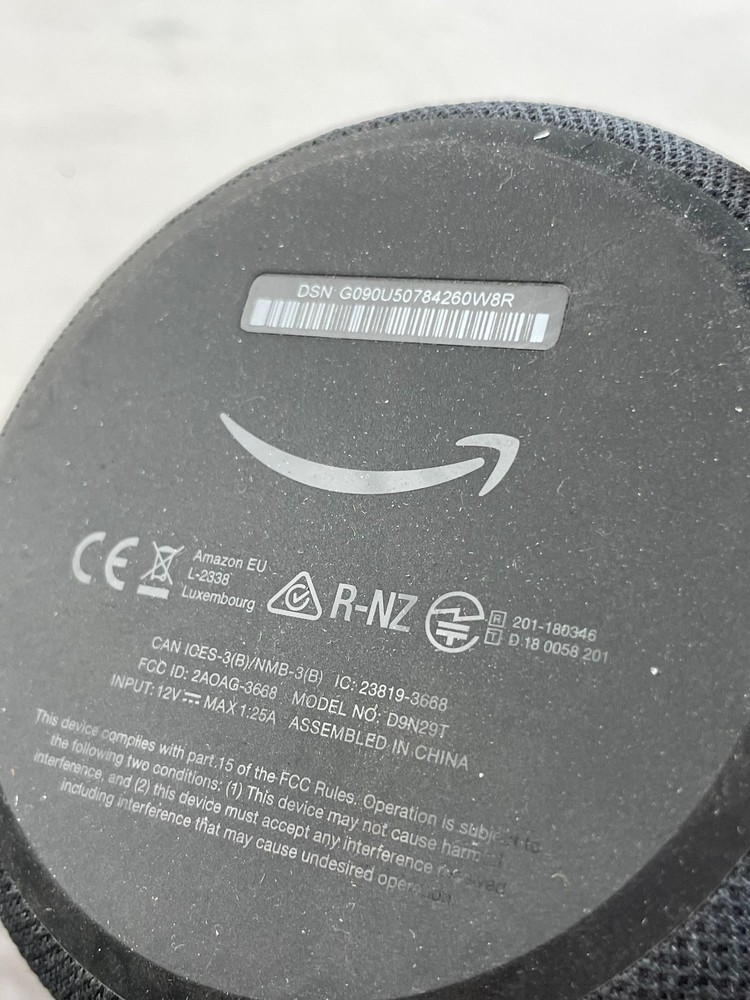 DSN G090U50784260W8R
CE
Amazon EU
L-2338
Luxembourg
R-NZ
R 201-180346
T D 18 0058 201
CAN ICES-3(B)/NMB-3(B) IC: 23819-3668
FCC ID: 2AOAG-3668 MODEL NO: D9N29T
INPUT: 12V⎓MAX 1.25A ASSEMBLED IN CHINA
This device complies with part.15 of the FCC Rules. Operation is subject to
the following two conditions: (1) This device may not cause harmful
interference, and (2) this device must accept any interference received
including interference that may cause undesired operation.